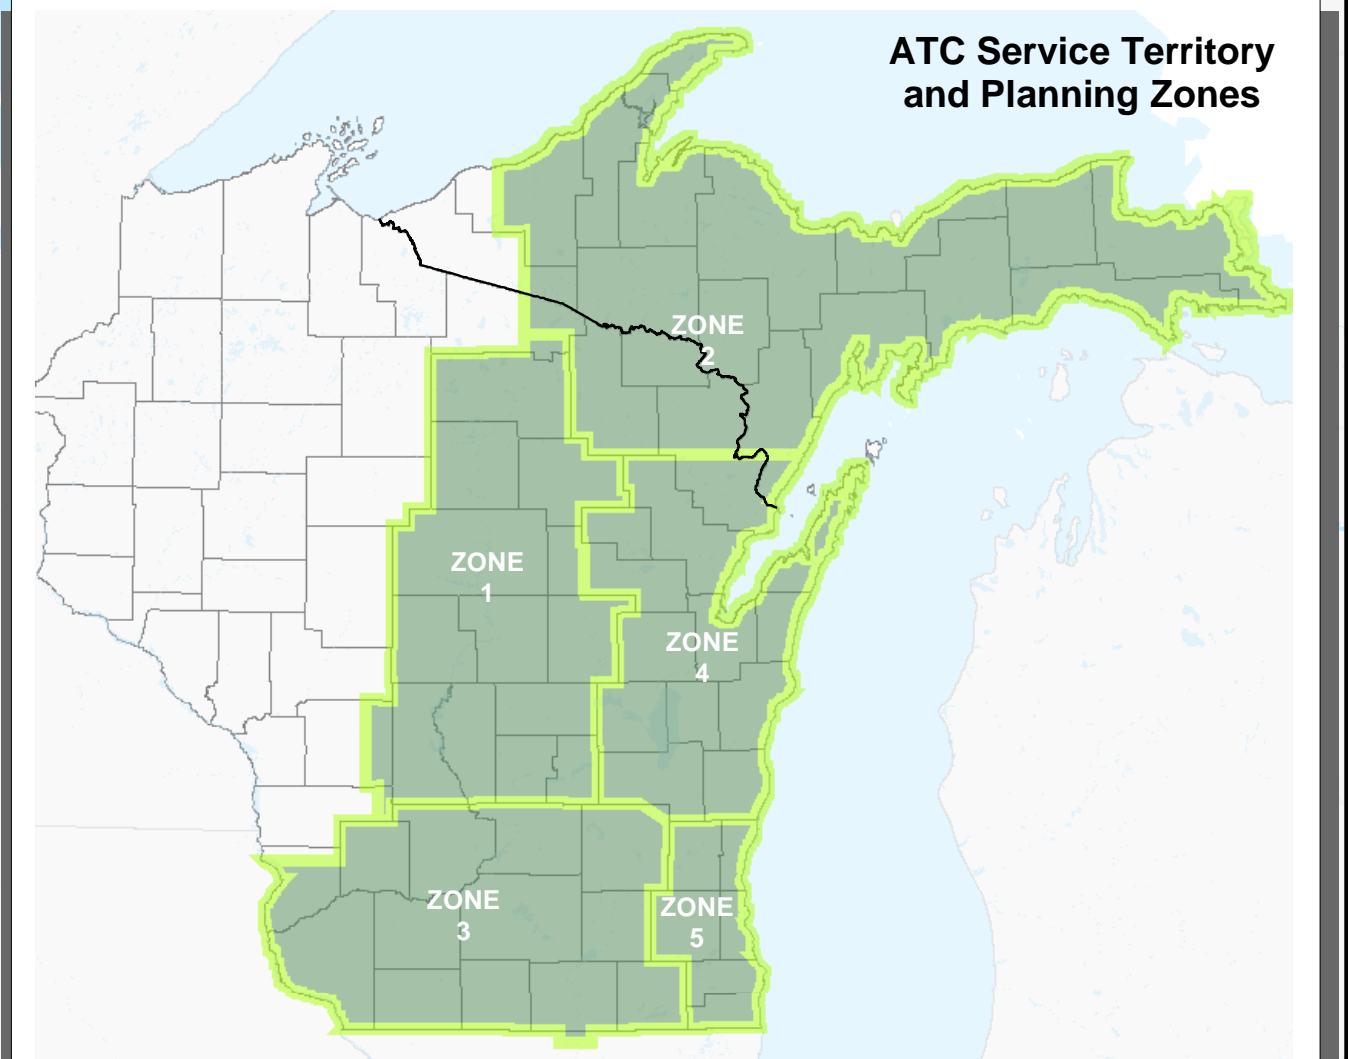 ATC Service Territory
and Planning Zones
ZONE
2
ZONE
1
ZONE
4
ZONE
3
ZONE
5